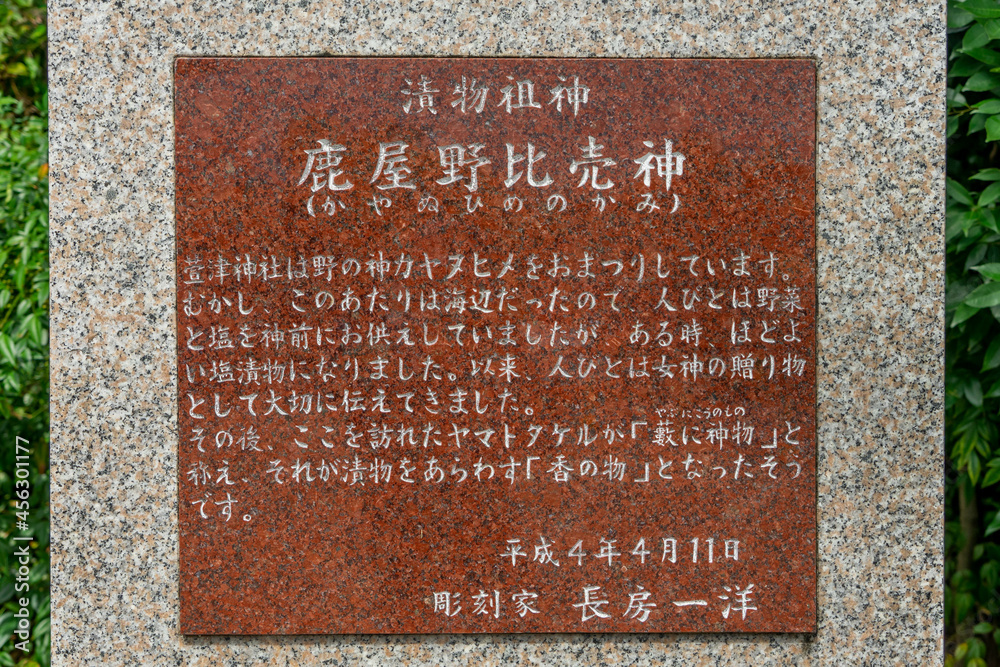 漬物祖神
鹿屋野比売神
(かやぬひめのかみ)
萱津神社は野の神カヤヌヒメをおまつりしています。
むかし、このあたりは海辺だったので、人びとは野菜
と塩を神前にお供えしていましたが、ある時、ほどよ
い塩漬物になりました。以来、人びとは女神の贈り物
として大切に伝えてきました。
やぶにこうのもの
その後、ここを訪れたヤマトタケルが「藪に神物」と
称え、それが漬物をあらわす「香の物」となったそう
です。
平成4年4月11日
彫刻家 長房一洋
Adobe Stock | #456301177